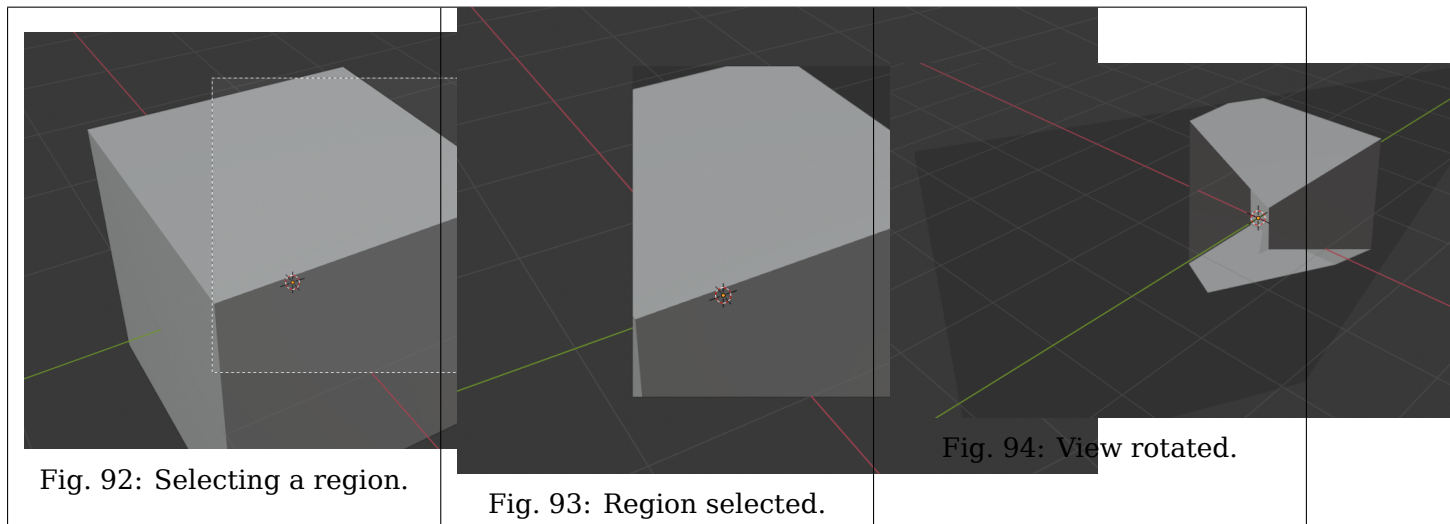 Fig. 92: Selecting a region.
Fig. 93: Region selected.
Fig. 94: View rotated.